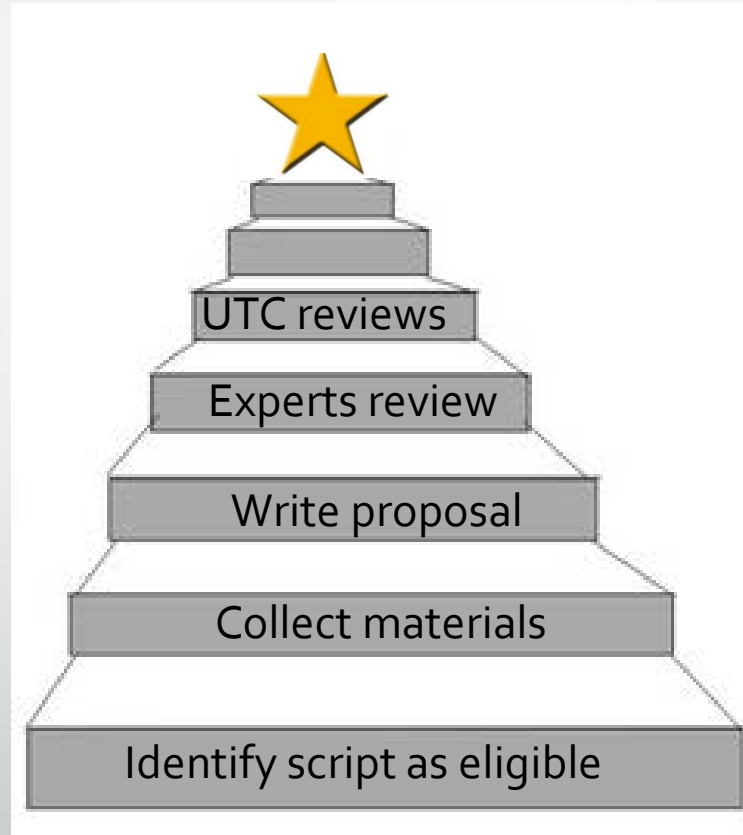 UTC reviews
Experts review
Write proposal
Collect materials
Identify script as eligible